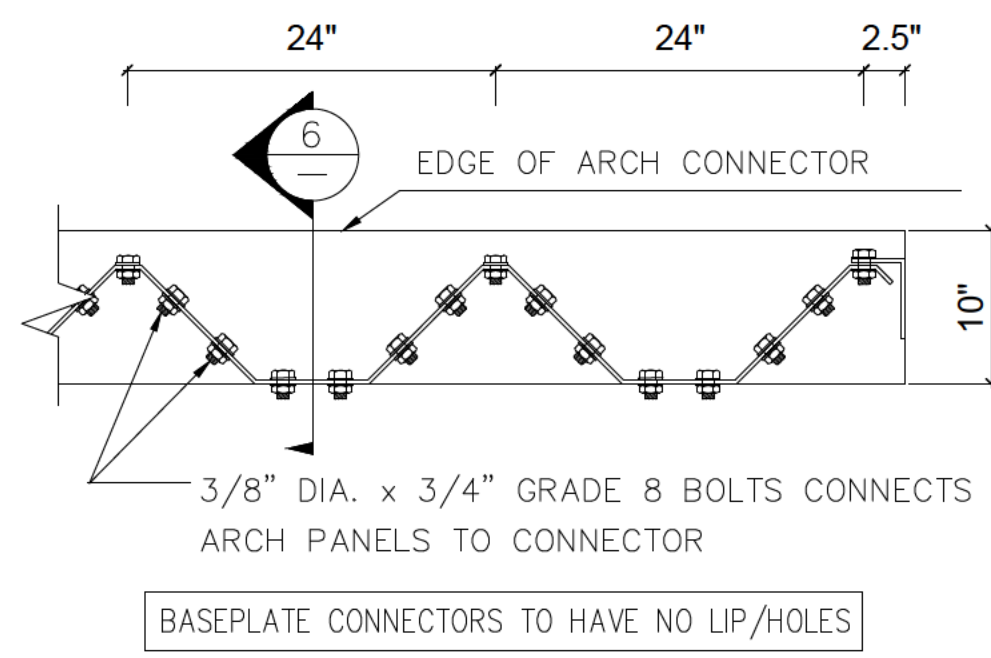 24" 24" 2.5"
6
EDGE OF ARCH CONNECTOR
10"
3/8” DIA. x 3/4” GRADE 8 BOLTS CONNECTS
ARCH PANELS TO CONNECTOR
BASEPLATE CONNECTORS TO HAVE NO LIP/HOLES